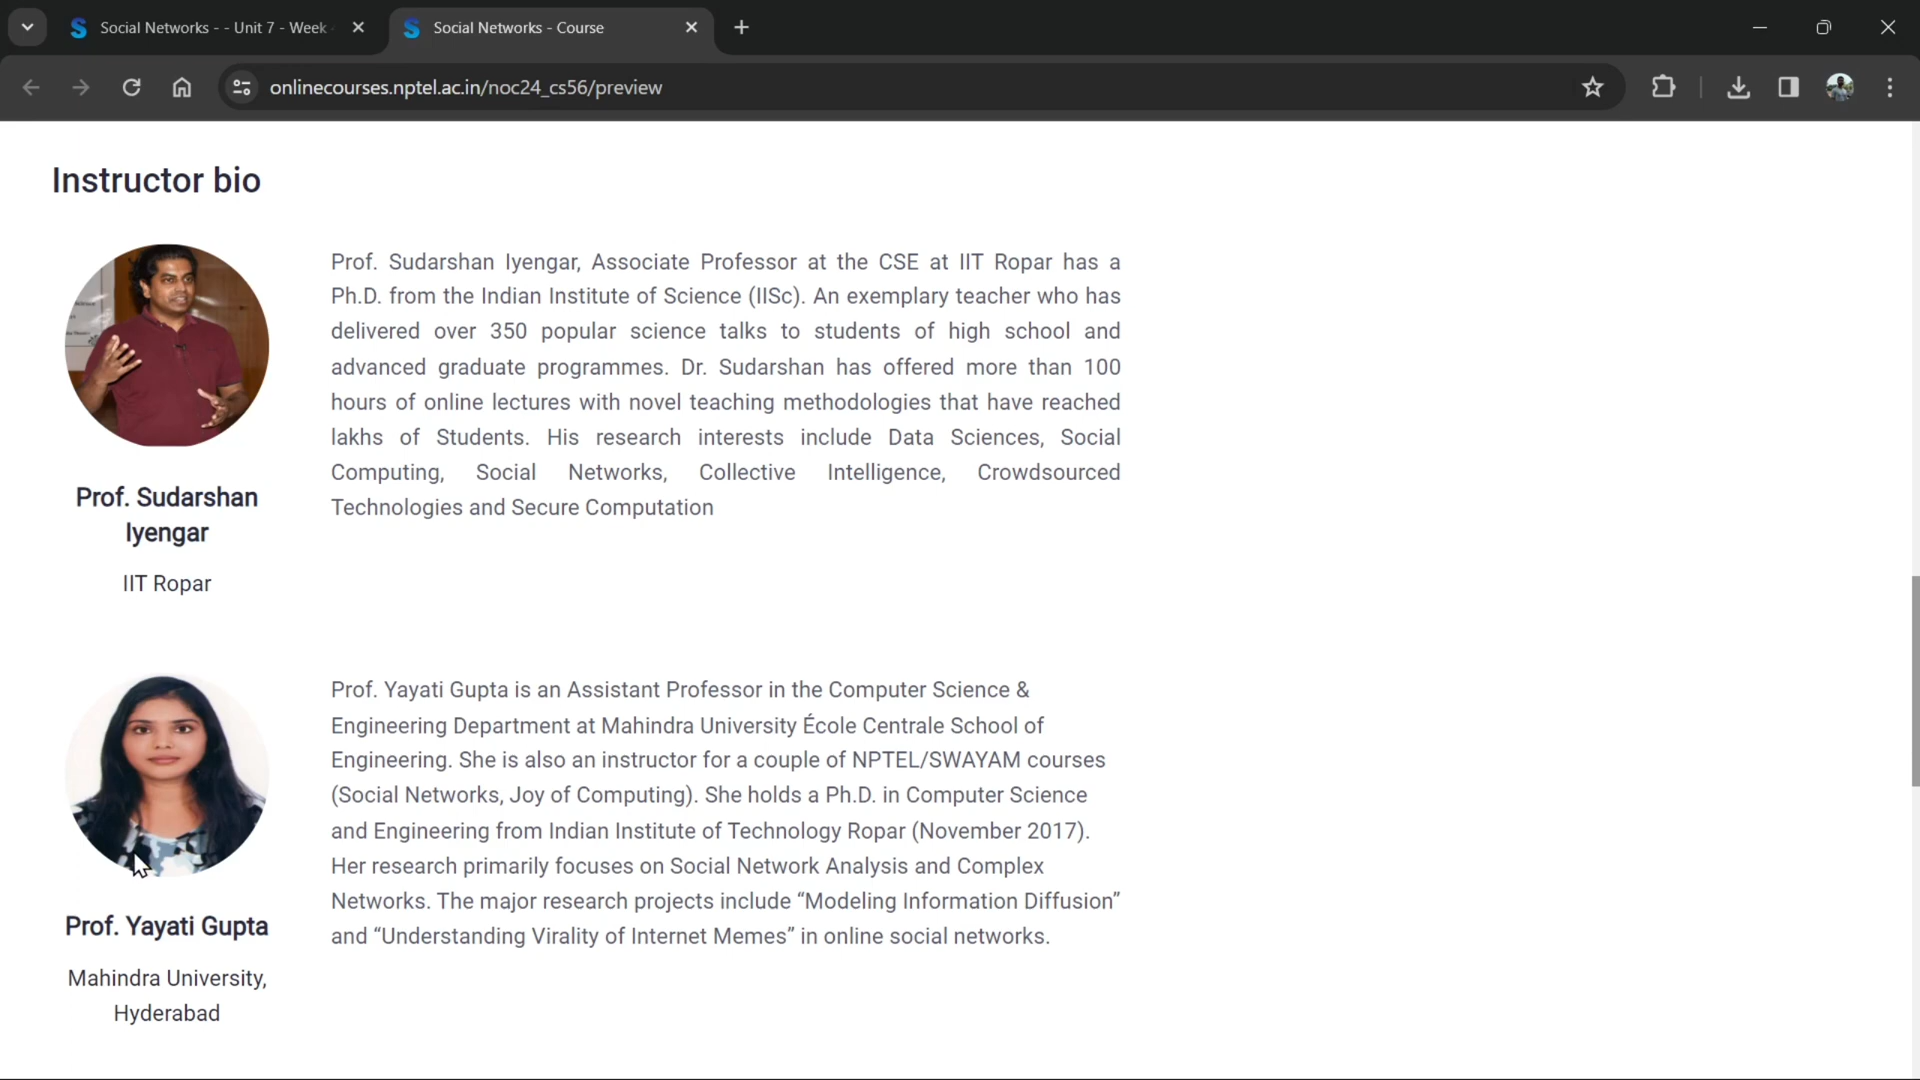 Social Networks - - Unit 7 - Week
Social Networks - Course
onlinecourses.nptel.ac.in/noc24_cs56/preview
Instructor bio
Prof. Sudarshan Iyengar, Associate Professor at the CSE at IIT Ropar has a
Ph.D. from the Indian Institute of Science (IISc). An exemplary teacher who has
delivered over 350 popular science talks to students of high school and
advanced graduate programmes. Dr. Sudarshan has offered more than 100
hours of online lectures with novel teaching methodologies that have reached
lakhs of Students. His research interests include Data Sciences, Social
Computing, Social Networks, Collective Intelligence, Crowdsourced
Technologies and Secure Computation
Prof. Sudarshan
Iyengar
IIT Ropar
Prof. Yayati Gupta is an Assistant Professor in the Computer Science &
Engineering Department at Mahindra University École Centrale School of
Engineering. She is also an instructor for a couple of NPTEL/SWAYAM courses
(Social Networks, Joy of Computing). She holds a Ph.D. in Computer Science
and Engineering from Indian Institute of Technology Ropar (November 2017).
Her research primarily focuses on Social Network Analysis and Complex
Networks. The major research projects include “Modeling Information Diffusion”
and “Understanding Virality of Internet Memes” in online social networks.
Prof. Yayati Gupta
Mahindra University,
Hyderabad